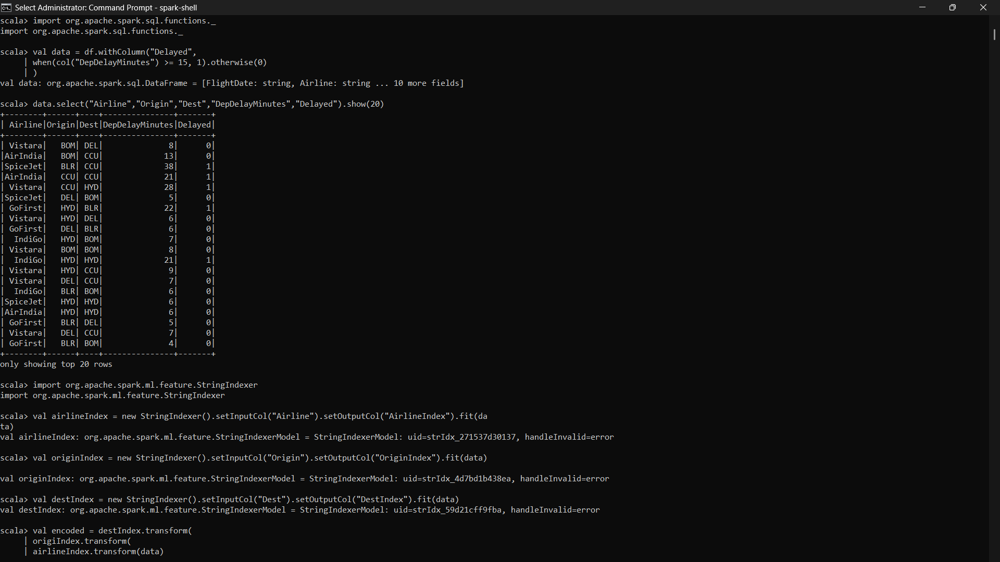 Select Administrator: Command Prompt - spark-shell
scala> import org.apache.spark.sql.functions._
import org.apache.spark.sql.functions._

scala> val data = df.withColumn("Delayed",
     | when(col("DepDelayMinutes") >= 15, 1).otherwise(0)
     | )
val data: org.apache.spark.sql.DataFrame = [FlightDate: string, Airline: string ... 10 more fields]

scala> data.select("Airline","Origin","Dest","DepDelayMinutes","Delayed").show(20)
+--------+------+----+---------------+-------+
| Airline|Origin|Dest|DepDelayMinutes|Delayed|
+--------+------+----+---------------+-------+
| Vistara|   BOM| DEL|              8|      0|
|AirIndia|   BOM| CCU|             13|      0|
|SpiceJet|   BLR| CCU|             38|      1|
|AirIndia|   CCU| CCU|             21|      1|
| Vistara|   CCU| HYD|             28|      1|
|SpiceJet|   DEL| BOM|              5|      0|
| GoFirst|   HYD| BLR|             22|      1|
| Vistara|   HYD| DEL|              6|      0|
| GoFirst|   DEL| BLR|              6|      0|
|  IndiGo|   HYD| BOM|              7|      0|
| Vistara|   BOM| BOM|              8|      0|
|  IndiGo|   HYD| HYD|             21|      1|
| Vistara|   HYD| CCU|              9|      0|
| Vistara|   DEL| CCU|              7|      0|
|  IndiGo|   BLR| BOM|              6|      0|
|SpiceJet|   HYD| HYD|              6|      0|
|AirIndia|   HYD| HYD|              6|      0|
| GoFirst|   BLR| DEL|              5|      0|
| Vistara|   DEL| CCU|              7|      0|
| GoFirst|   BLR| BOM|              4|      0|
+--------+------+----+---------------+-------+
only showing top 20 rows

scala> import org.apache.spark.ml.feature.StringIndexer
import org.apache.spark.ml.feature.StringIndexer

scala> val airlineIndex = new StringIndexer().setInputCol("Airline").setOutputCol("AirlineIndex").fit(da
ta)
val airlineIndex: org.apache.spark.ml.feature.StringIndexerModel = StringIndexerModel: uid=strIdx_271537d30137, handleInvalid=error

scala> val originIndex = new StringIndexer().setInputCol("Origin").setOutputCol("OriginIndex").fit(data)

val originIndex: org.apache.spark.ml.feature.StringIndexerModel = StringIndexerModel: uid=strIdx_4d7bd1b438ea, handleInvalid=error

scala> val destIndex = new StringIndexer().setInputCol("Dest").setOutputCol("DestIndex").fit(data)
val destIndex: org.apache.spark.ml.feature.StringIndexerModel = StringIndexerModel: uid=strIdx_59d21cff9fba, handleInvalid=error

scala> val encoded = destIndex.transform(
     | origiIndex.transform(
     | airlineIndex.transform(data)